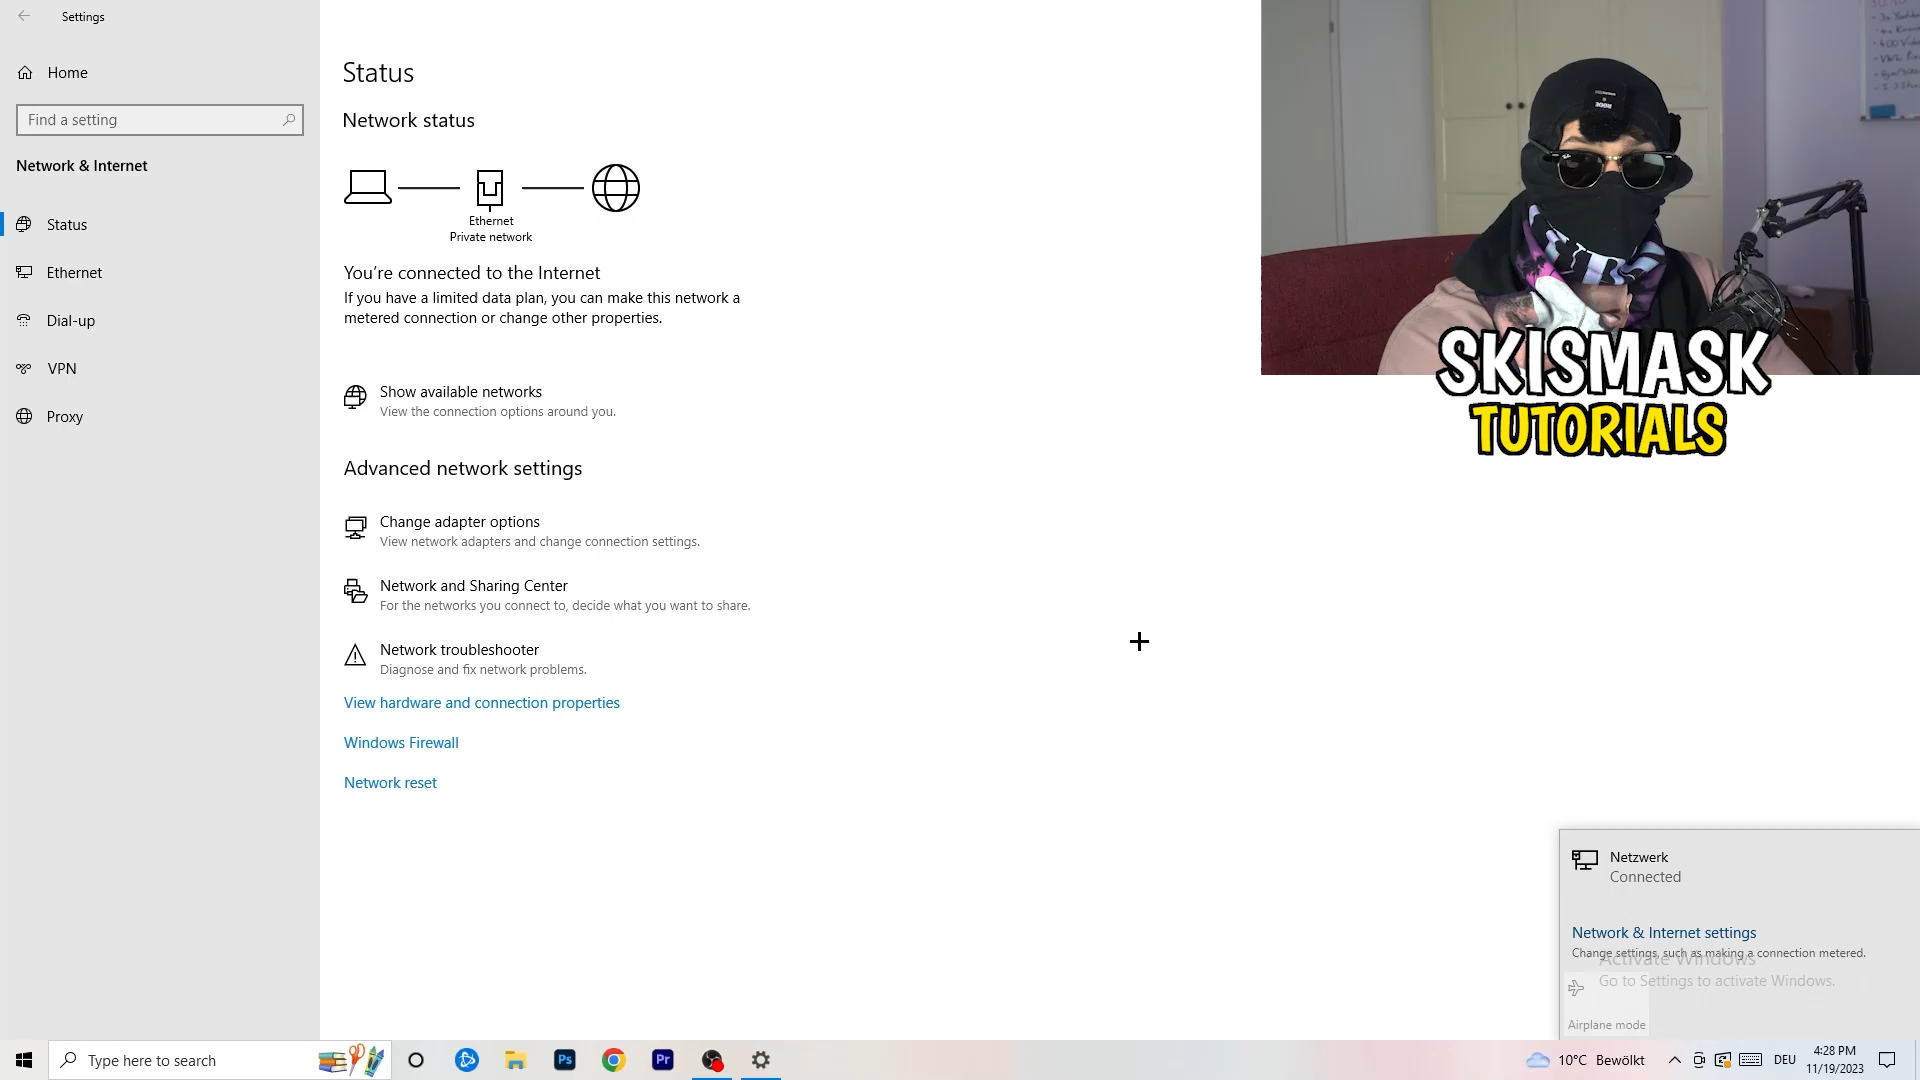 Settings
Home
Find a setting
Network & Internet
Status
Ethernet
Dial-up
VPN
Proxy
Status
Network status
Ethernet
Private network
You're connected to the Internet
If you have a limited data plan, you can make this network a
metered connection or change other properties.
Show available networks
View the connection options around you.
Advanced network settings
Change adapter options
View network adapters and change connection settings.
Network and Sharing Center
For the networks you connect to, decide what you want to share.
Network troubleshooter
Diagnose and fix network problems.
View hardware and connection properties
Windows Firewall
Network reset
RODE
SKISMASK
TUTORIALS
Netzwerk
Connected
Network & Internet settings
Change settings, such as making a connection metered.
Activate Windows
Go to Settings to activate Windows.
Airplane mode
Type here to search
Ps
Pr
10°C Bewölkt
DEU
4:28 PM
11/19/2023